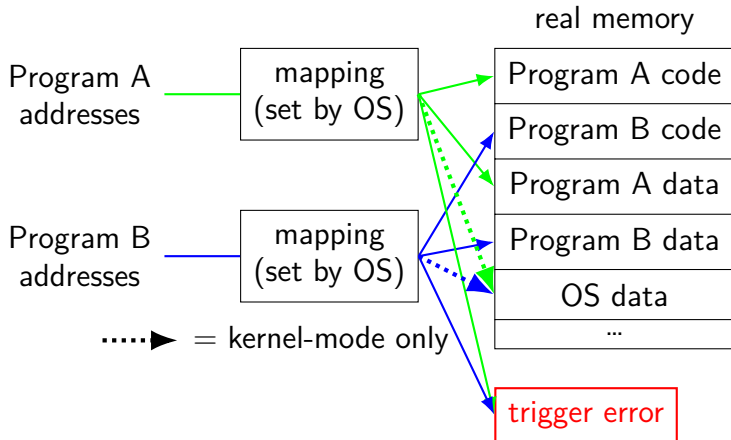 real memory
Program A
addresses
mapping
(set by OS)
Program A code
Program B code
Program A data
Program B
addresses
mapping
(set by OS)
Program B data
OS data
...
= kernel-mode only
trigger error